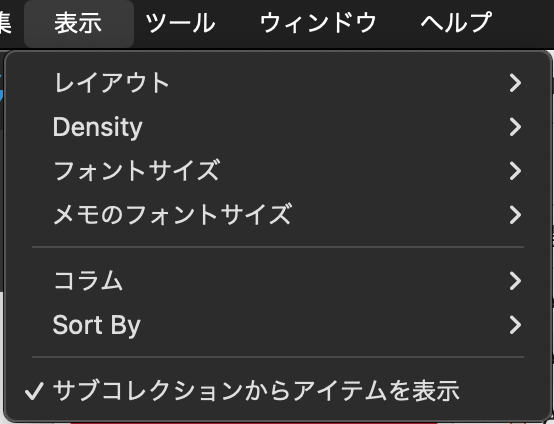 集 表示 ツール ウィンドウ ヘルプ
レイアウト
Density
フォントサイズ
メモのフォントサイズ
コラム
Sort By
✓ サブコレクションからアイテムを表示